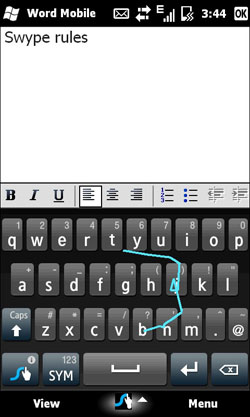 Word Mobile E 3:44 OK
Swype rules
B I U
1 2 3 4 5 6 7 8 9 0
q w e r t y u i o p
a s d f g h k l
Caps z x c v b n m . @
123
SYM
View Menu